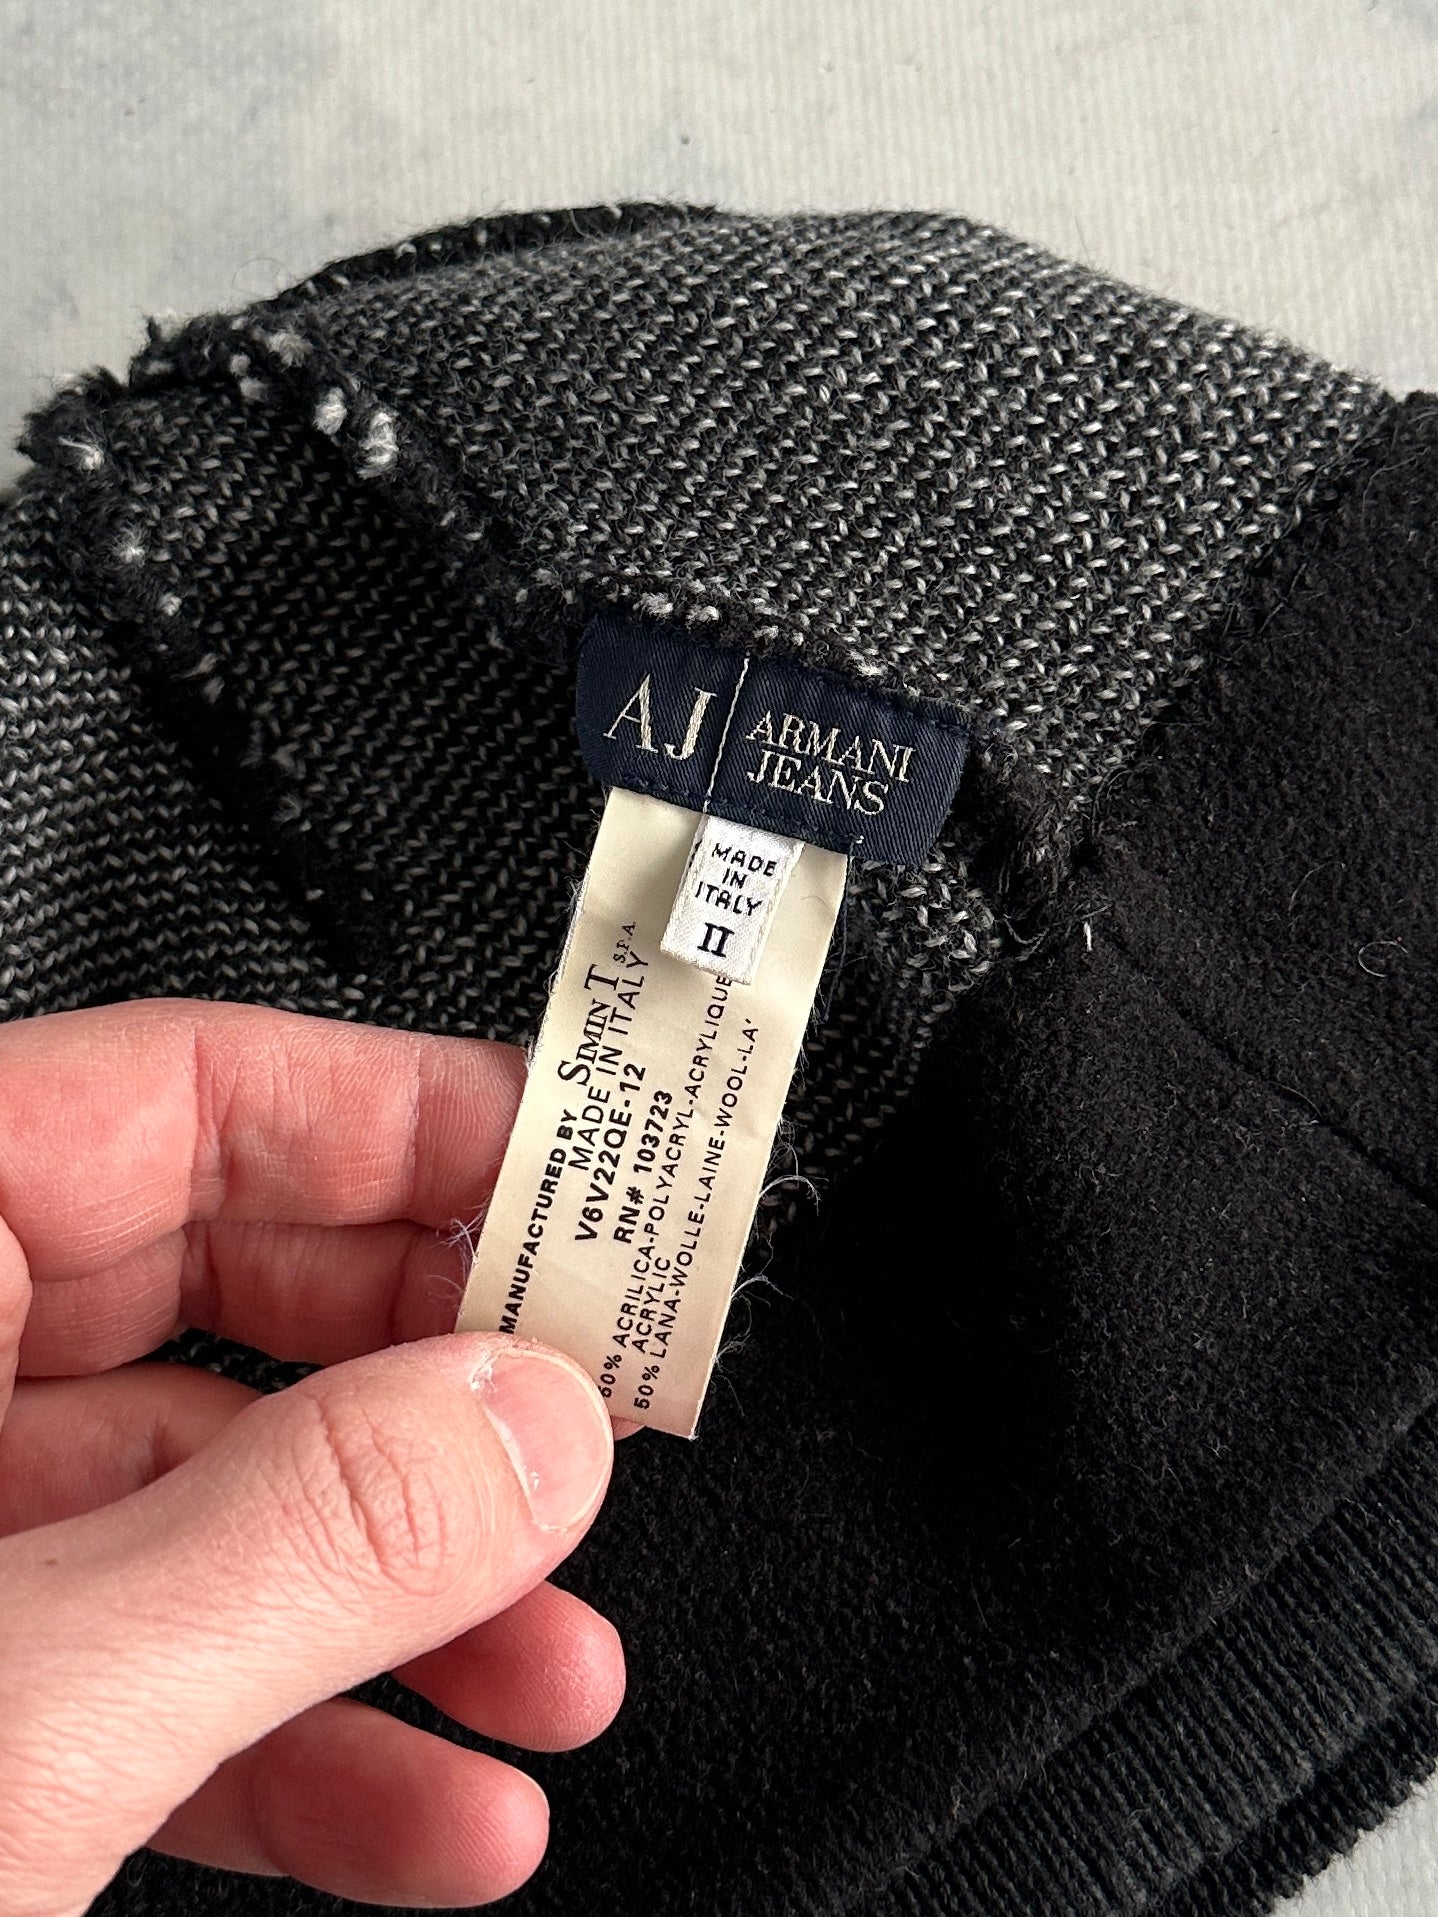 AJ
ARMANI
JEANS
MADE
IN
ITALY
II
MANUFACTURED BY SIMINT S.P.A.
MADE IN ITALY
V6V22QE-12
RN# 103723
ACRILICA-POLYACRYL-ACRYLIQUE
ACRYLIC
50% LANA-WOLLE-LAINE-WOOL-LA'